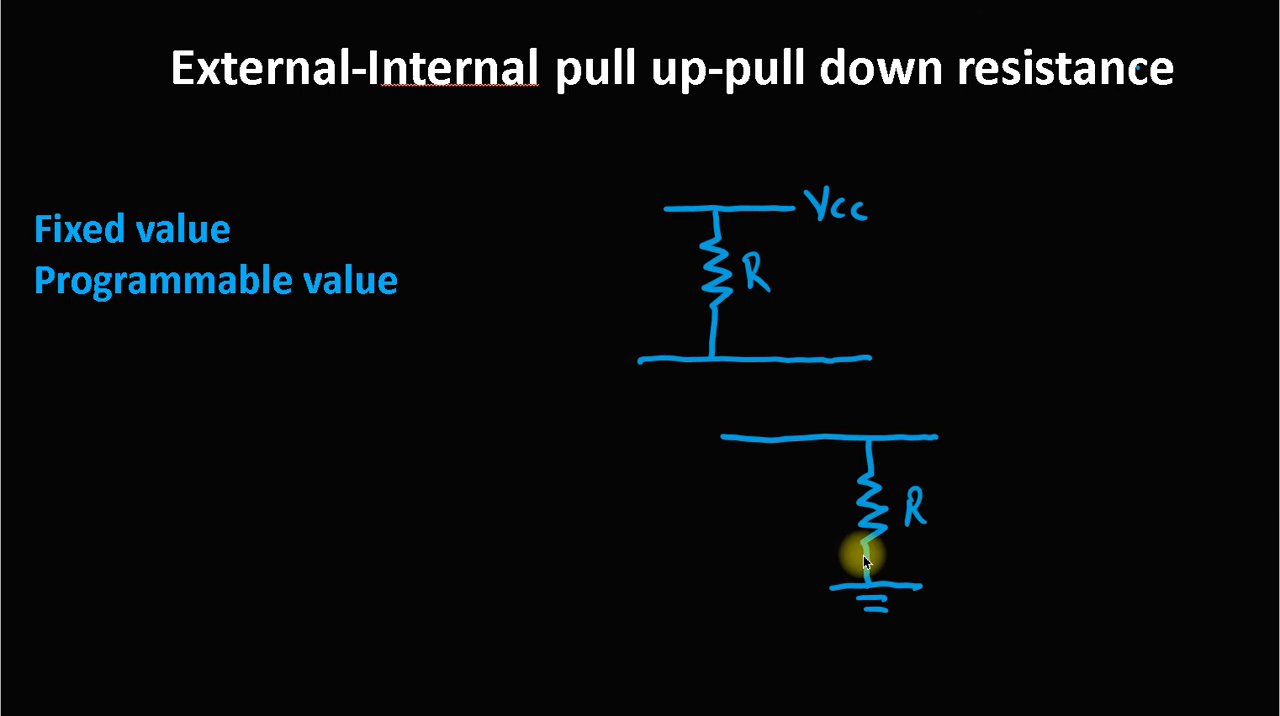 External-Internal pull up-pull down resistance
Fixed value
Programmable value
Vcc
R
R